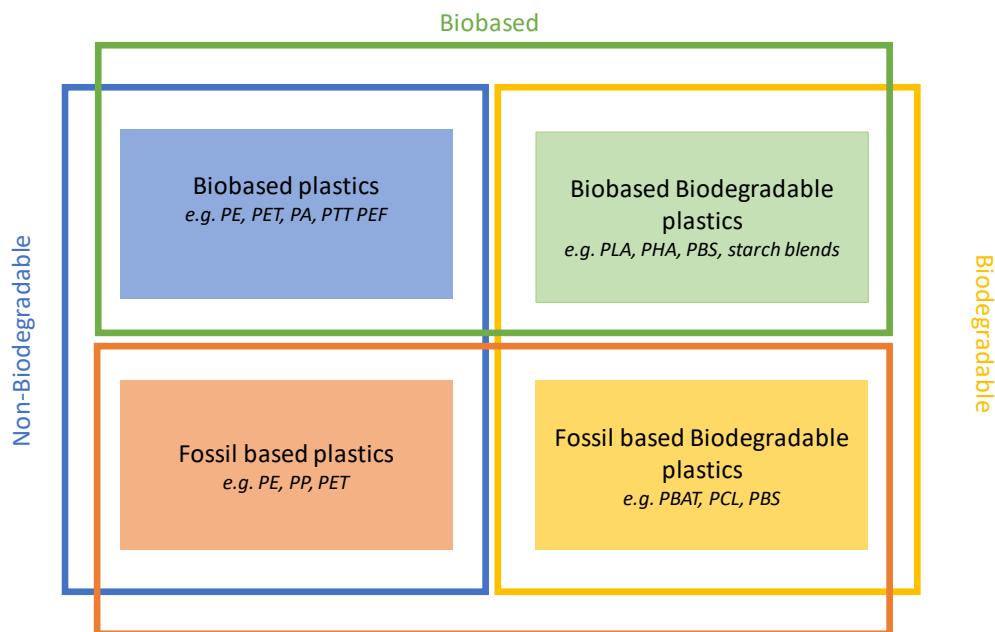 Biobased
Non-Biodegradable
Biobased plastics
e.g. PE, PET, PA, PTT PEF
Biobased Biodegradable
plastics
e.g. PLA, PHA, PBS, starch blends
Biodegradable
Fossil based plastics
e.g. PE, PP, PET
Fossil based Biodegradable
plastics
e.g. PBAT, PCL, PBS